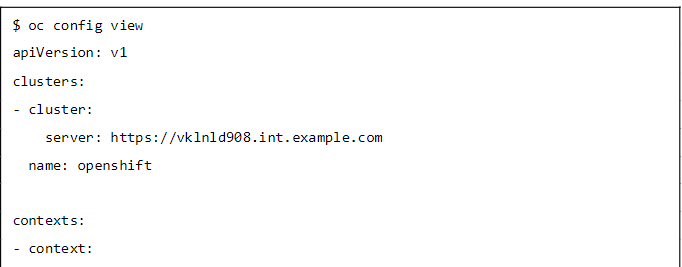 $ oc config view
apiVersion: v1
clusters:
- cluster:
    server: https://vklnld908.int.example.com
  name: openshift

contexts:
- context: